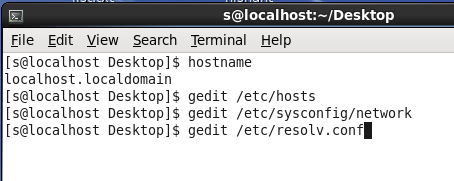 s@localhost:~/Desktop
File Edit View Search Terminal Help
[s@localhost Desktop]$ hostname
localhost.localdomain
[s@localhost Desktop]$ gedit /etc/hosts
[s@localhost Desktop]$ gedit /etc/sysconfig/network
[s@localhost Desktop]$ gedit /etc/resolv.conf